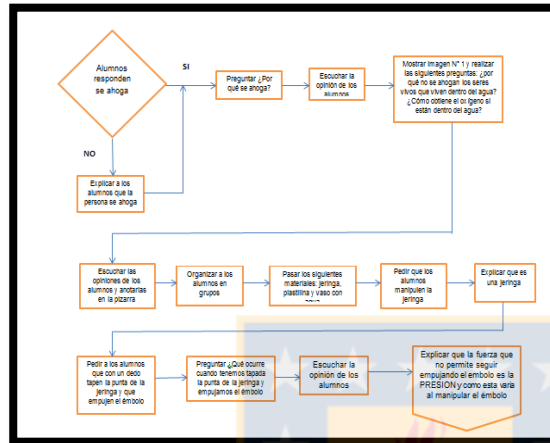 Alumnos
responden
se ahoga
SI
NO
Explicar a los
alumnos que la
persona se ahoga
Preguntar ¿Por
qué se ahoga?
Escuchar la
opinión de los
alumnos
Mostrar Imagen N° 1 y realizar
las siguientes preguntas: ¿por
qué no se ahogan los seres
vivos que viven dentro del agua?
¿Cómo obtiene el oxígeno si
están dentro del agua?
Escuchar las
opiniones de los
alumnos y anotarlas
en la pizarra
Organizar a los
alumnos en
grupos
Pasar los siguientes
materiales: jeringa,
plastilina y vaso con
Pedir que los
alumnos
manipulen la
jeringa
Explicar que es
una jeringa
Pedir a los alumnos
que con un dedo
tapen la punta de la
jeringa y que
empujen el émbolo
Preguntar ¿Qué ocurre
cuando tenemos tapada
la punta de la jeringa y
empujamos el émbolo
Escuchar la
opinión de los
alumnos
Explicar que la fuerza que
no permite seguir
empujando el émbolo es la
PRESION y como esta varía
al manipular el émbolo